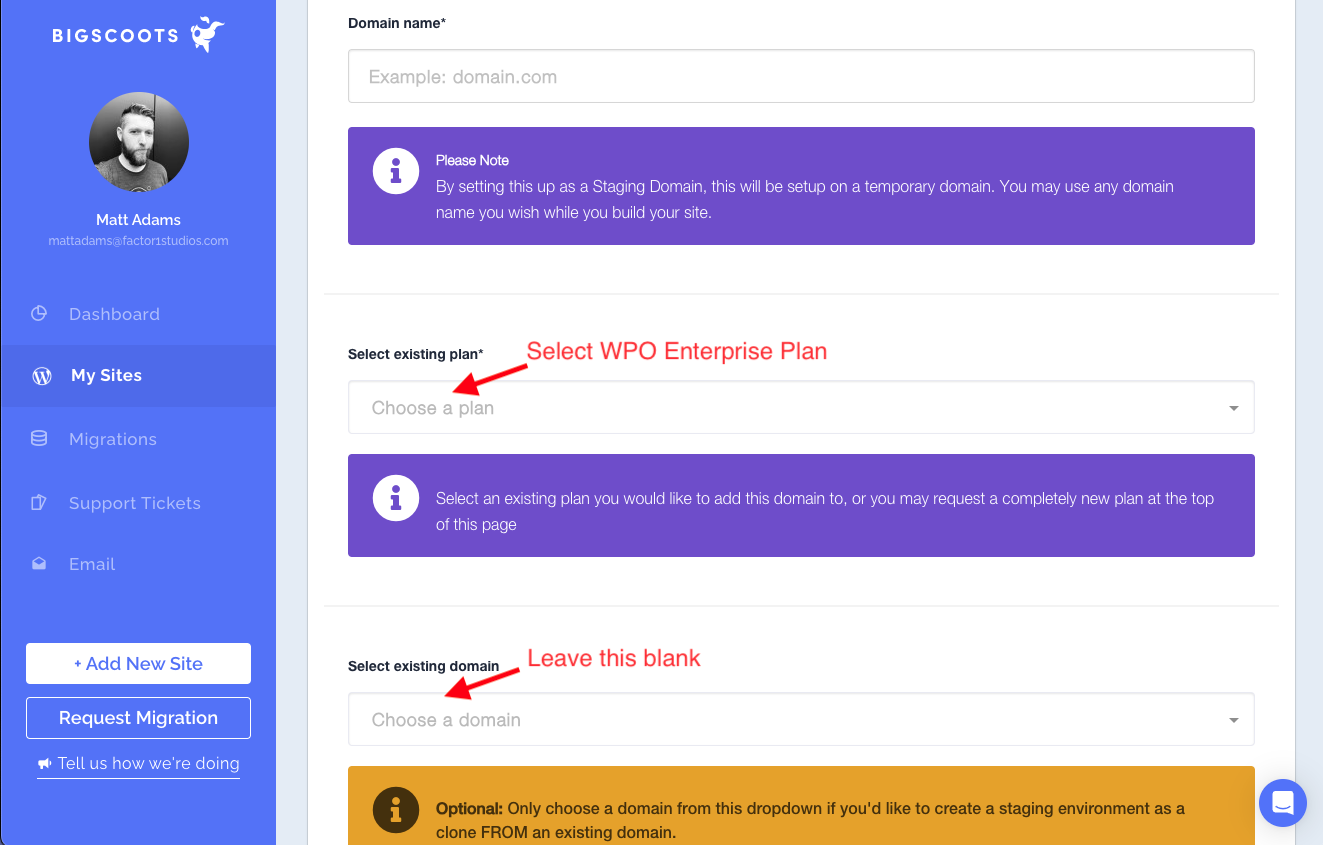 BIGSCOOTS
Matt Adams
mattadams@factor1studios.com
Dashboard
My Sites
Migrations
Support Tickets
Email
+ Add New Site
Request Migration
Tell us how we're doing
Domain name*
Example: domain.com
Please Note
By setting this up as a Staging Domain, this will be setup on a temporary domain. You may use any domain
name you wish while you build your site.
Select existing plan*
Select WPO Enterprise Plan
Choose a plan
Select an existing plan you would like to add this domain to, or you may request a completely new plan at the top
of this page
Select existing domain
Leave this blank
Choose a domain
Optional: Only choose a domain from this dropdown if you'd like to create a staging environment as a
clone FROM an existing domain.